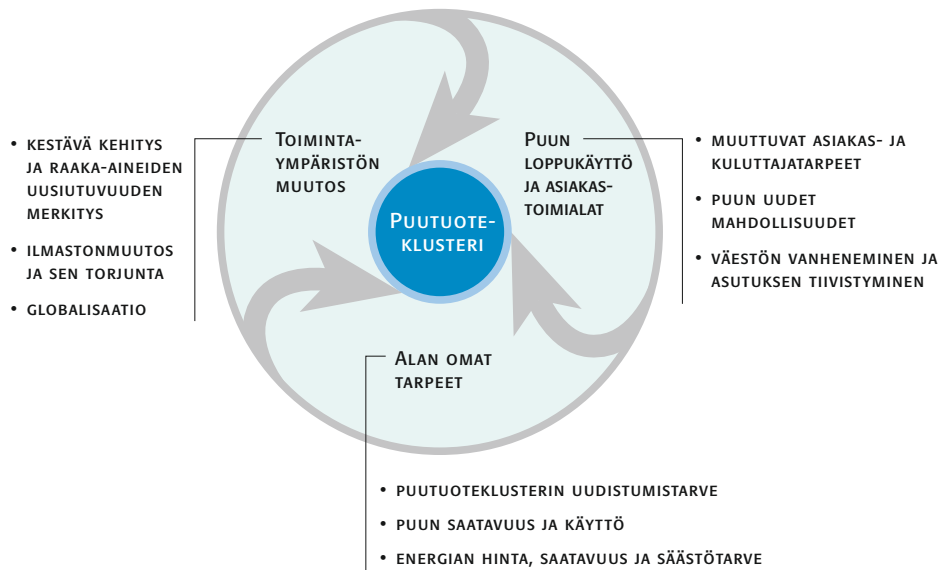 • KESTÄVÄ KEHITYS
JA RAAKA-AINEIDEN
UUSIUTUVUUDEN
MERKITYS
• ILMASTONMUUTOS
JA SEN TORJUNTA
• GLOBALISAATIO
TOIMINTA-
YMPÄRISTÖN
MUUTOS
PUUTUOTE-
KLUSTERI
PUUN
LOPPUKÄYTTÖ
JA ASIAKAS-
TOIMIALAT
• MUUTTUVAT ASIAKAS- JA
KULUTTAJATARPEET
• PUUN UUDET
MAHDOLLISUUDET
• VÄESTÖN VANHENEMINEN JA
ASUTUKSEN TIIVISTYMINEN
ALAN OMAT
TARPEET
• PUUTUOTEKLUSTERIN UUDISTUMISTARVE
• PUUN SAATAVUUS JA KÄYTTÖ
• ENERGIAN HINTA, SAATAVUUS JA SÄÄSTÖTARVE